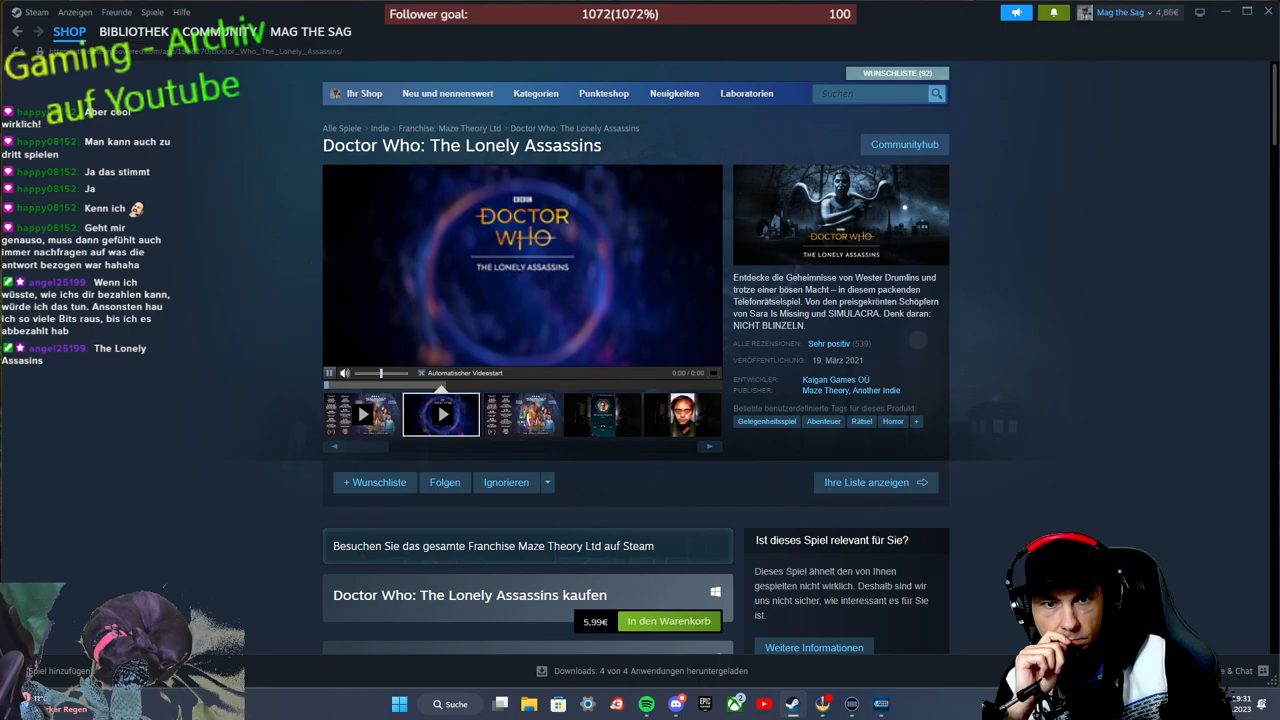 Steam Anzeigen Freunde Spiele Hilfe
Follower goal: 1072(1072%) 100
Mag the Sag 4,86€
SHOP BIBLIOTHEK COMMUNITY MAG THE SAG
Gaming - Archiv
auf Youtube
/Doctor_Who_The_Lonely_Assassins/
WUNSCHLISTE (92)
Ihr Shop Neu und nennenswert Kategorien Punkteshop Neuigkeiten Laboratorien Suchen
happy08152: Aber cool
wirklich!
happy08152: Man kann auch zu
dritt spielen
happy08152: Ja das stimmt
happy08152: Ja
happy08152: Kenn ich
happy08152: Geht mir
genauso, muss dann gefühlt auch
immer nachfragen auf was die
antwort bezogen war hahaha
angel25199: Wenn ich
wüsste, wie ichs dir bezahlen kann,
würde ich das tun. Ansonsten hau
ich so viele Bits raus, bis ich es
abbezahlt hab
angel25199: The Lonely
Assasins
Alle Spiele > Indie > Franchise: Maze Theory Ltd > Doctor Who: The Lonely Assassins
Doctor Who: The Lonely Assassins
Communityhub
BBC
DOCTOR
WHO
THE LONELY ASSASSINS
Automatischer Videostart 0:00 / 0:00
DOCTOR WHO
THE LONELY ASSASSINS
Entdecke die Geheimnisse von Wester Drumlins und
trotze einer bösen Macht – in diesem packenden
Telefonrätselspiel. Von den preisgekrönten Schöpfern
von Sara Is Missing und SIMULACRA. Denk daran:
NICHT BLINZELN.
ALLE REZENSIONEN: Sehr positiv (539)
VERÖFFENTLICHUNG: 19. März 2021
ENTWICKLER: Kaigan Games OÜ
PUBLISHER: Maze Theory, Another Indie
Beliebte benutzerdefinierte Tags für dieses Produkt:
Gelegenheitsspiel Abenteuer Rätsel Horror +
+ Wunschliste Folgen Ignorieren
Ihre Liste anzeigen
Besuchen Sie das gesamte Franchise Maze Theory Ltd auf Steam
Doctor Who: The Lonely Assassins kaufen
5,99€ In den Warenkorb
Ist dieses Spiel relevant für Sie?
Dieses Spiel ähnelt den von Ihnen
gespielten nicht wirklich. Deshalb sind wir
uns nicht sicher, wie interessant es für Sie
ist.
Weitere Informationen
Spiel hinzufügen
Downloads: 4 von 4 Anwendungen heruntergeladen
& Chat
Regen
Suche
19:31